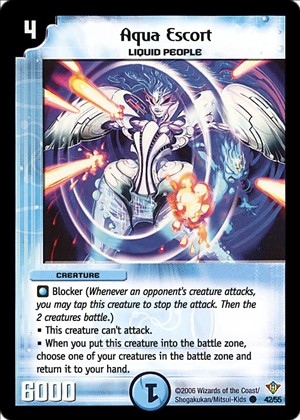 4
Aqua Escort
LIQUID PEOPLE
CREATURE
Blocker (Whenever an opponent's creature attacks,
you may tap this creature to stop the attack. Then the
2 creatures battle.)
• This creature can't attack.
• When you put this creature into the battle zone,
choose one of your creatures in the battle zone and
return it to your hand.
6000
1
©2006 Wizards of the Coast/
Shogakukan/Mitsui-Kids
42/55